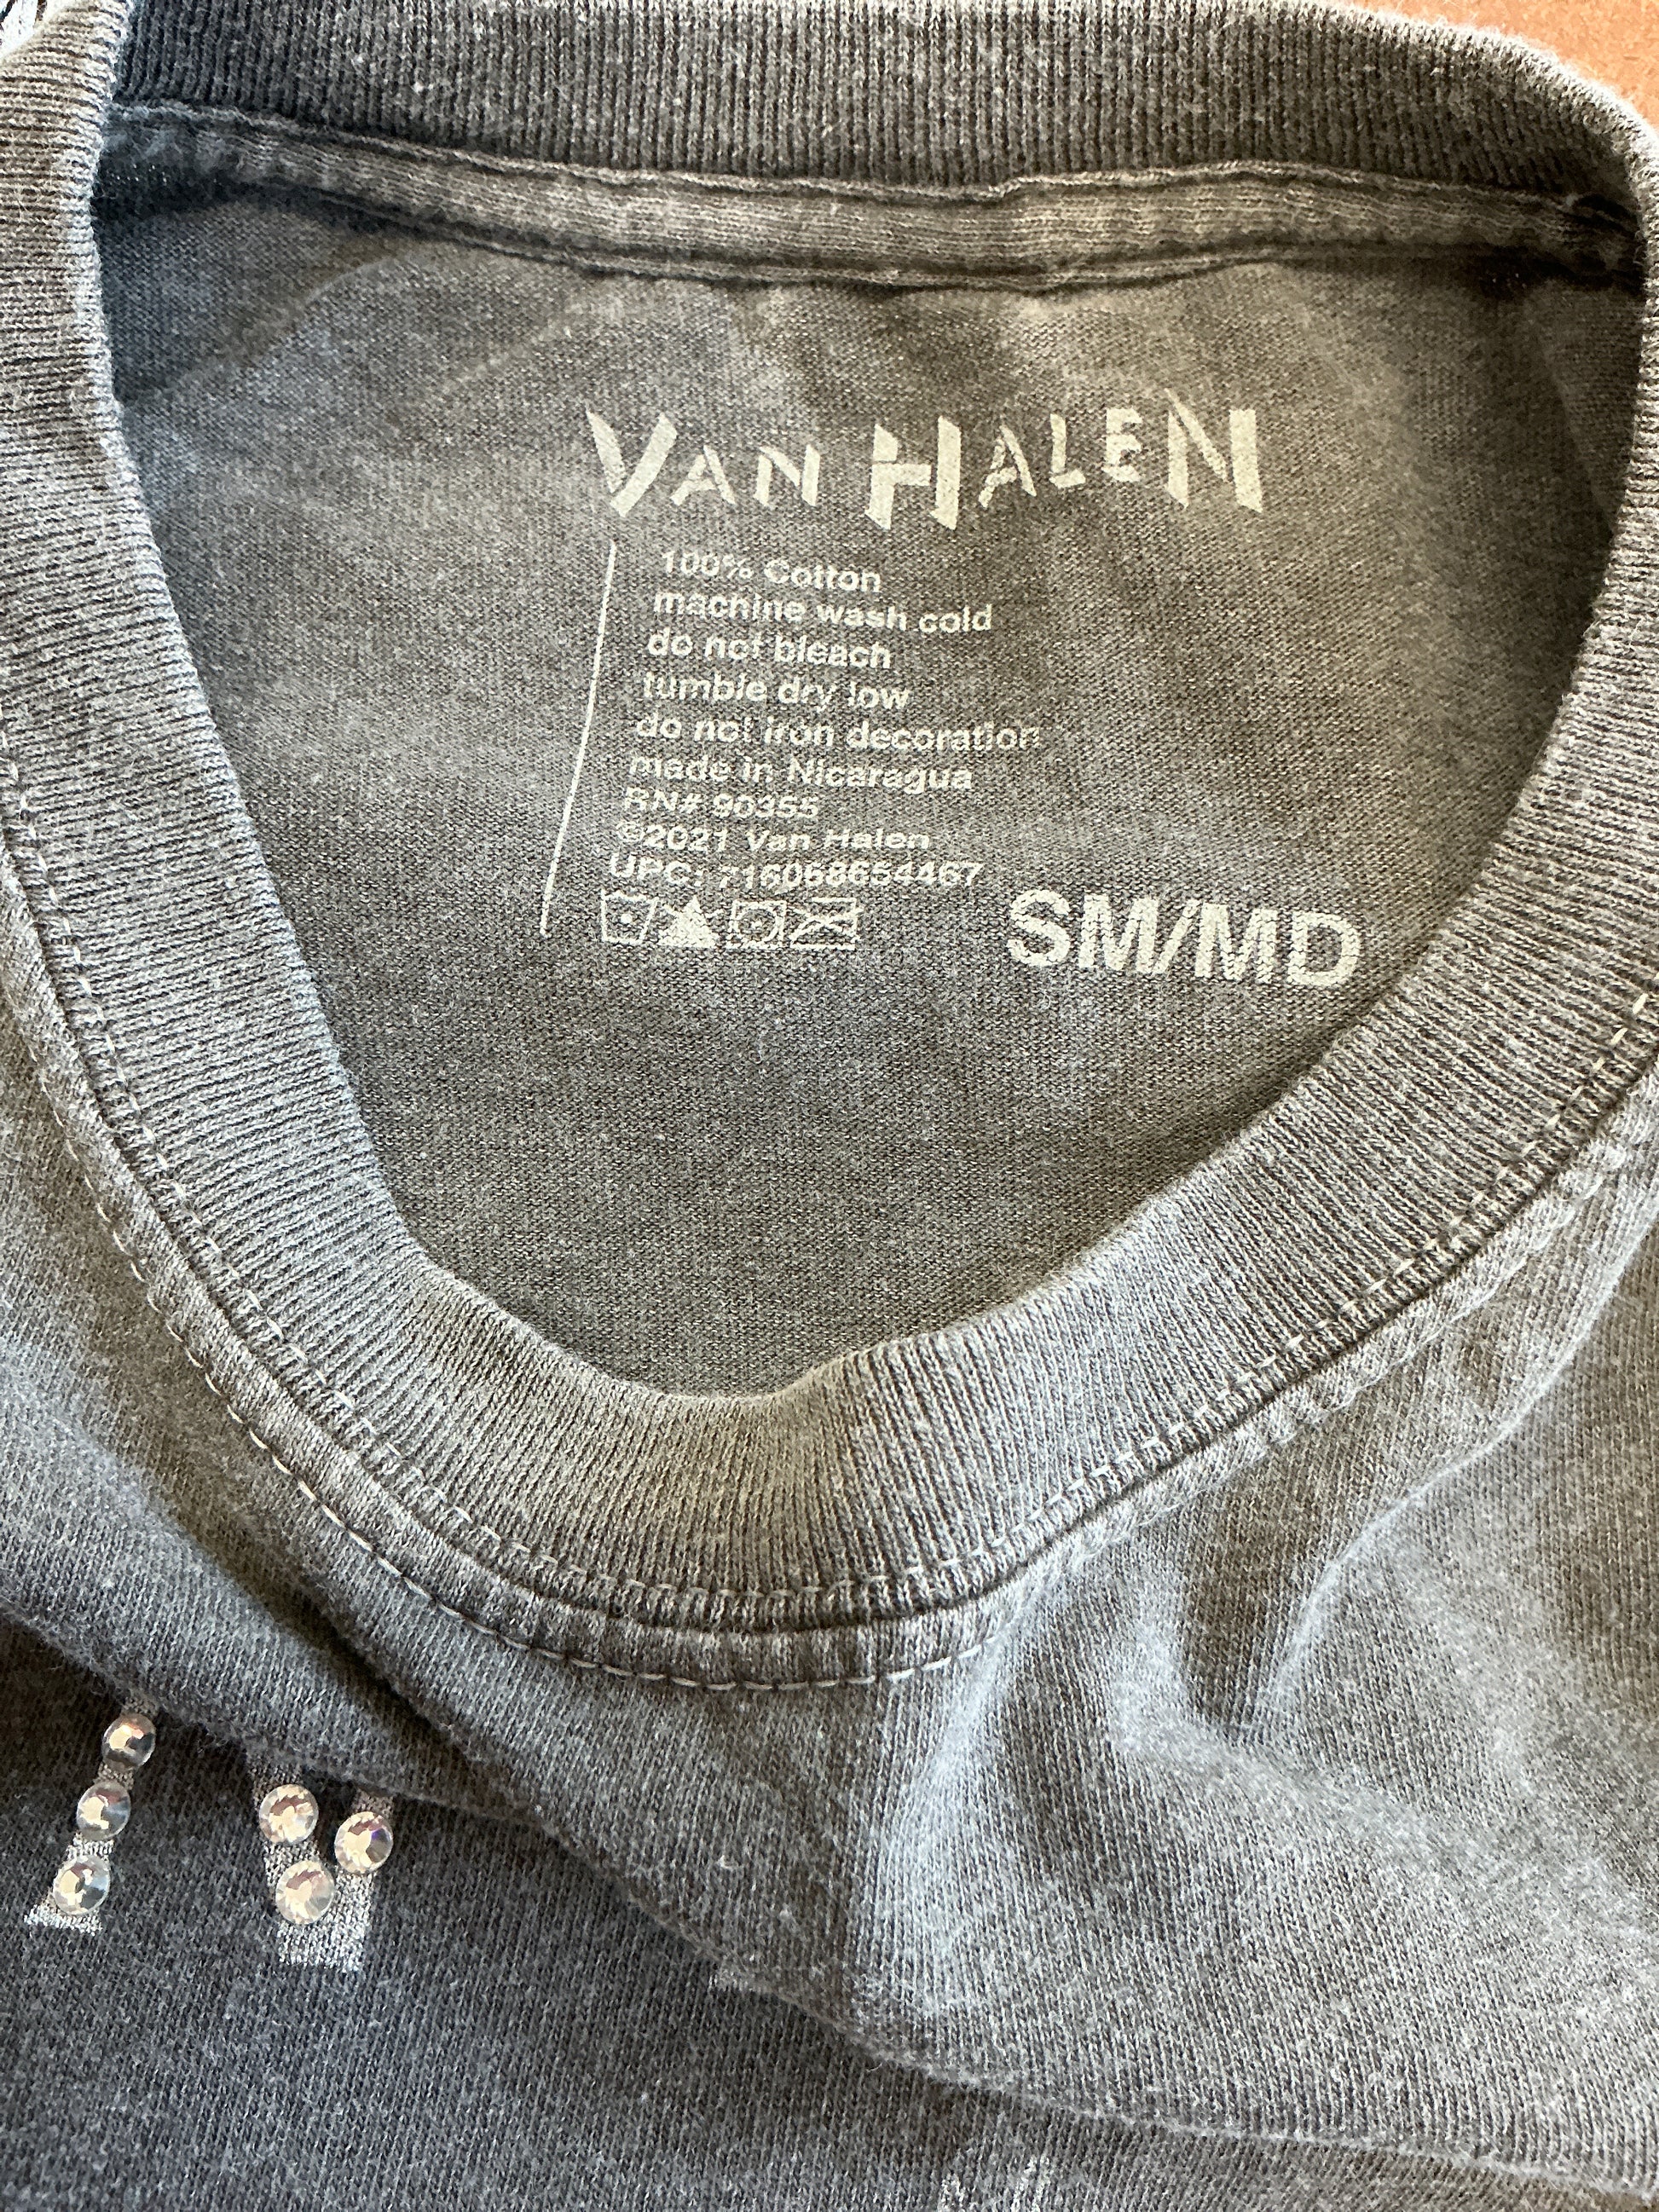 VAN HALEN
100% Cotton
machine wash cold
do not bleach
tumble dry low
do not iron decoration
made in Nicaragua
RN# 90355
©2021 Van Halen
UPC: 716068654467
SM/MD